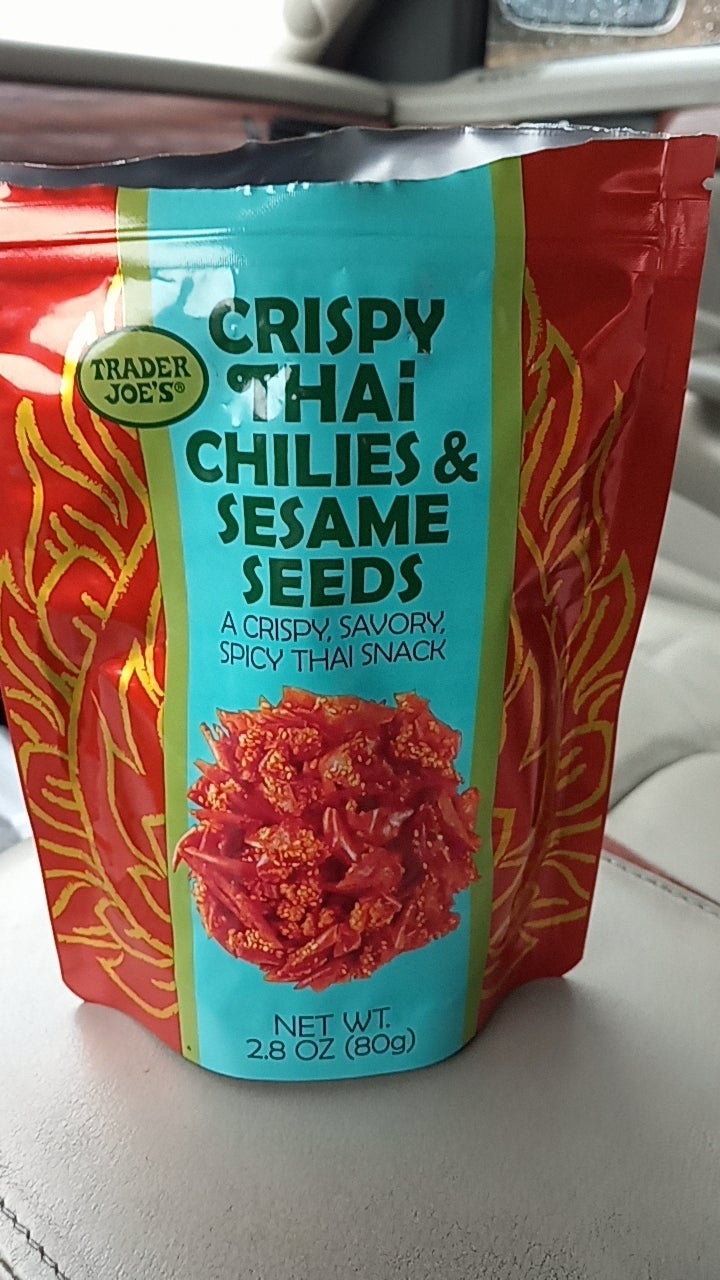 TRADER
JOE'S®
CRISPY
THAi
CHILIES &
SESAME
SEEDS
A CRISPY, SAVORY,
SPICY THAI SNACK
NET WT.
2.8 OZ (80g)